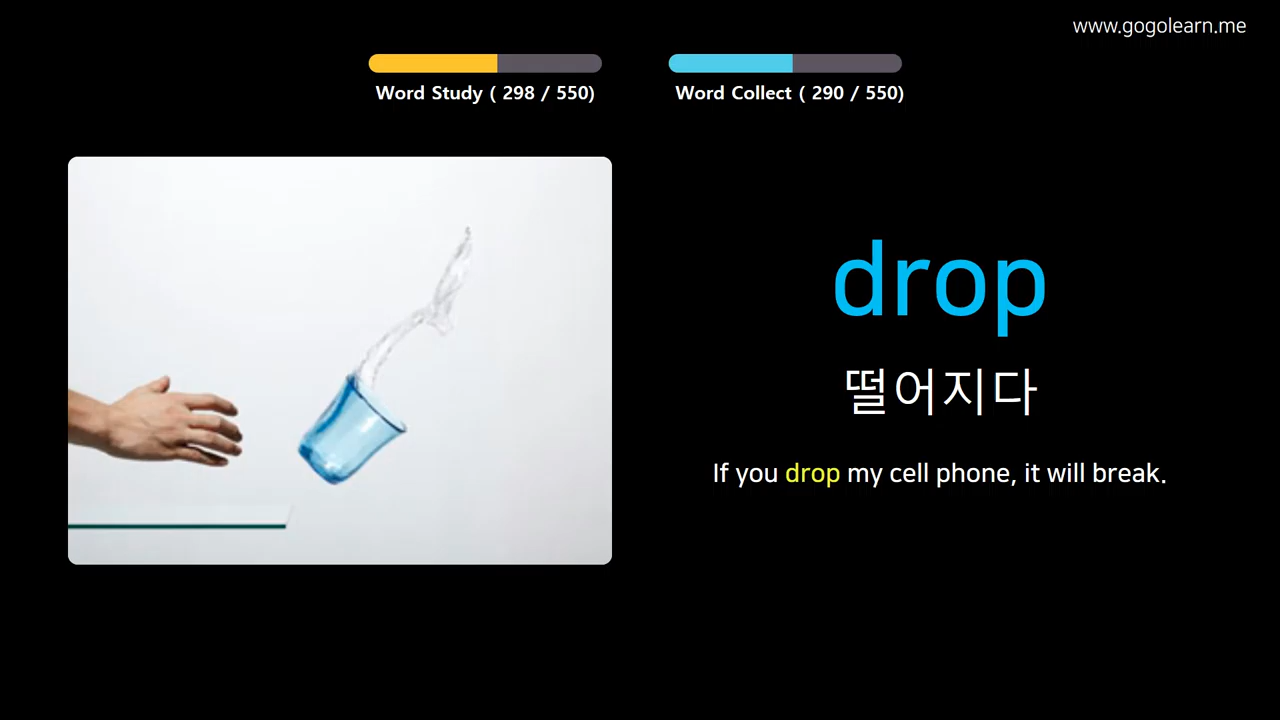 www.gogolearn.me
Word Study ( 298 / 550)
Word Collect ( 290 / 550)
drop
떨어지다
If you drop my cell phone, it will break.